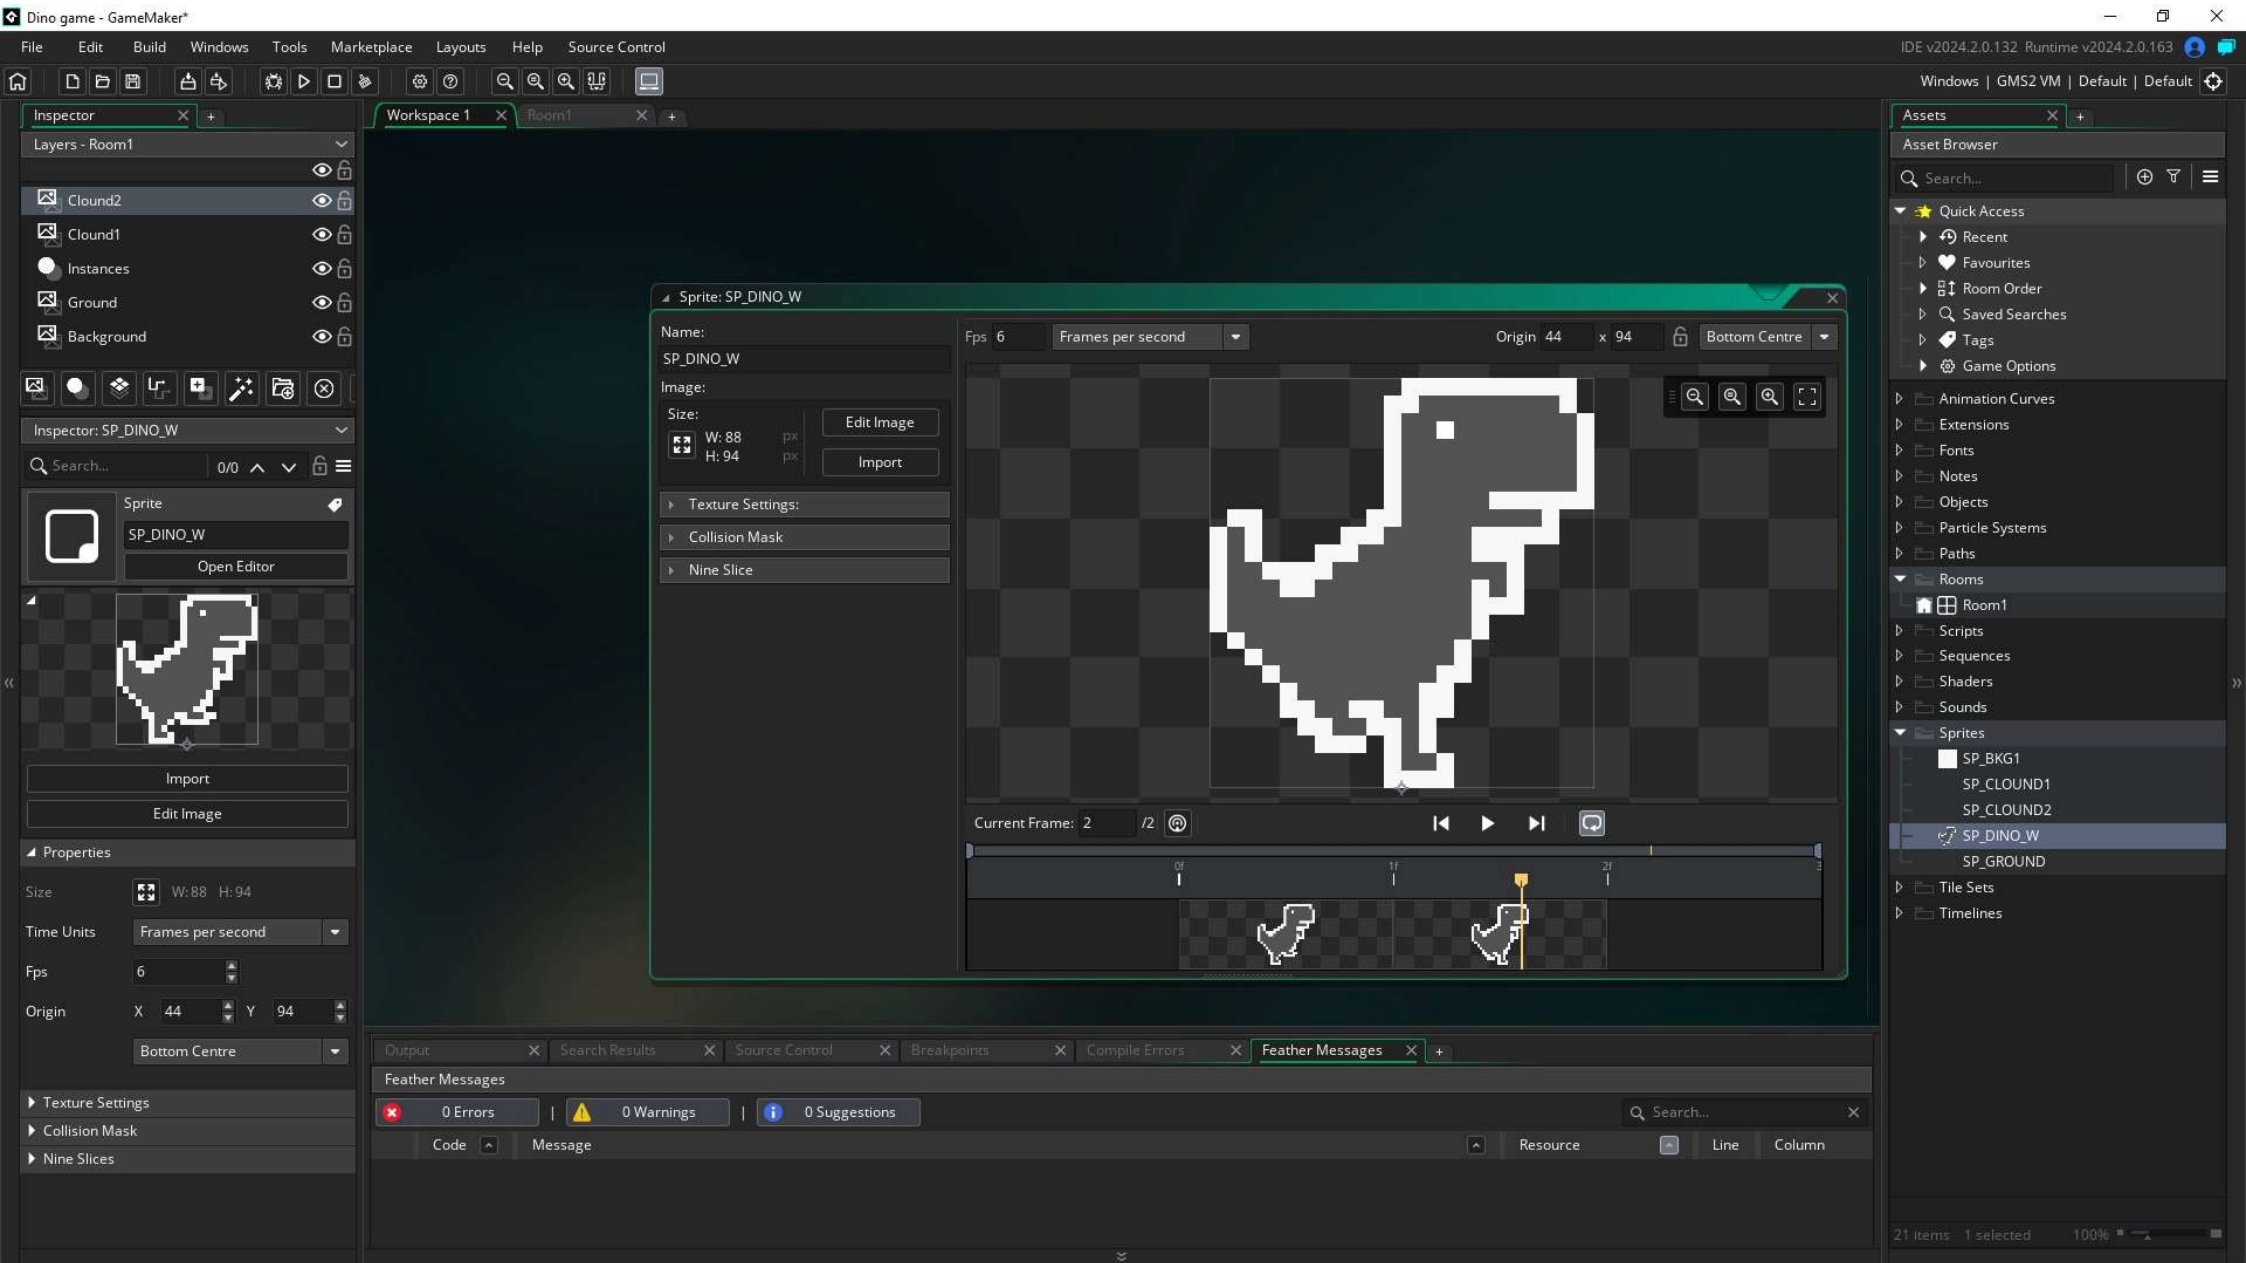 Dino game - GameMaker*
File Edit Build Windows Tools Marketplace Layouts Help Source Control
IDE v2024.2.0.132 Runtime v2024.2.0.163
Windows | GMS2 VM | Default | Default
Inspector
Layers - Room1
Clound2
Clound1
Instances
Ground
Background
Inspector: SP_DINO_W
Search...
0/0
Sprite
SP_DINO_W
Open Editor
Import
Edit Image
Properties
Size W: 88 H: 94
Time Units Frames per second
Fps 6
Origin X 44 Y 94
Bottom Centre
Texture Settings
Collision Mask
Nine Slices
Workspace 1
Room1
Sprite: SP_DINO_W
Name:
SP_DINO_W
Image:
Size:
W: 88 px
H: 94 px
Edit Image
Import
Texture Settings:
Collision Mask
Nine Slice
Fps 6 Frames per second
Origin 44 x 94 Bottom Centre
Current Frame: 2 /2
0f 1f 2f 3
Output
Search Results
Source Control
Breakpoints
Compile Errors
Feather Messages
Feather Messages
0 Errors | 0 Warnings | 0 Suggestions
Search...
Code Message Resource Line Column
Assets
Asset Browser
Search...
Quick Access
Recent
Favourites
Room Order
Saved Searches
Tags
Game Options
Animation Curves
Extensions
Fonts
Notes
Objects
Particle Systems
Paths
Rooms
Room1
Scripts
Sequences
Shaders
Sounds
Sprites
SP_BKG1
SP_CLOUND1
SP_CLOUND2
SP_DINO_W
SP_GROUND
Tile Sets
Timelines
21 items 1 selected 100%